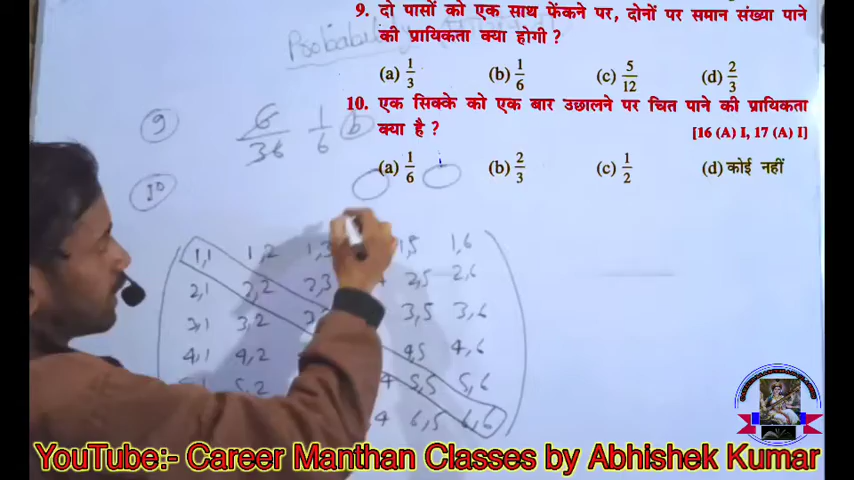 9. दो पासों को एक साथ फेंकने पर, दोनों पर समान संख्या पाने
की प्रायिकता क्या होगी ?
(a) 1/3 (b) 1/6 (c) 5/12 (d) 2/3
10. एक सिक्के को एक बार उछालने पर चित पाने की प्रायिकता
क्या है ? [16 (A) I, 17 (A) I]
(a) 1/6 (b) 2/3 (c) 1/2 (d) कोई नहीं
Probability
9 6/36 1/6 b
10
1,1 1,2 1,3 1,5 1,6
2,1 2,2 2,3 2,5 2,6
3,1 3,2 3,5 3,6
4,1 4,2 4,5 4,6
5,2 5,5 5,6
6,5 6,6
YouTube:- Career Manthan Classes by Abhishek Kumar